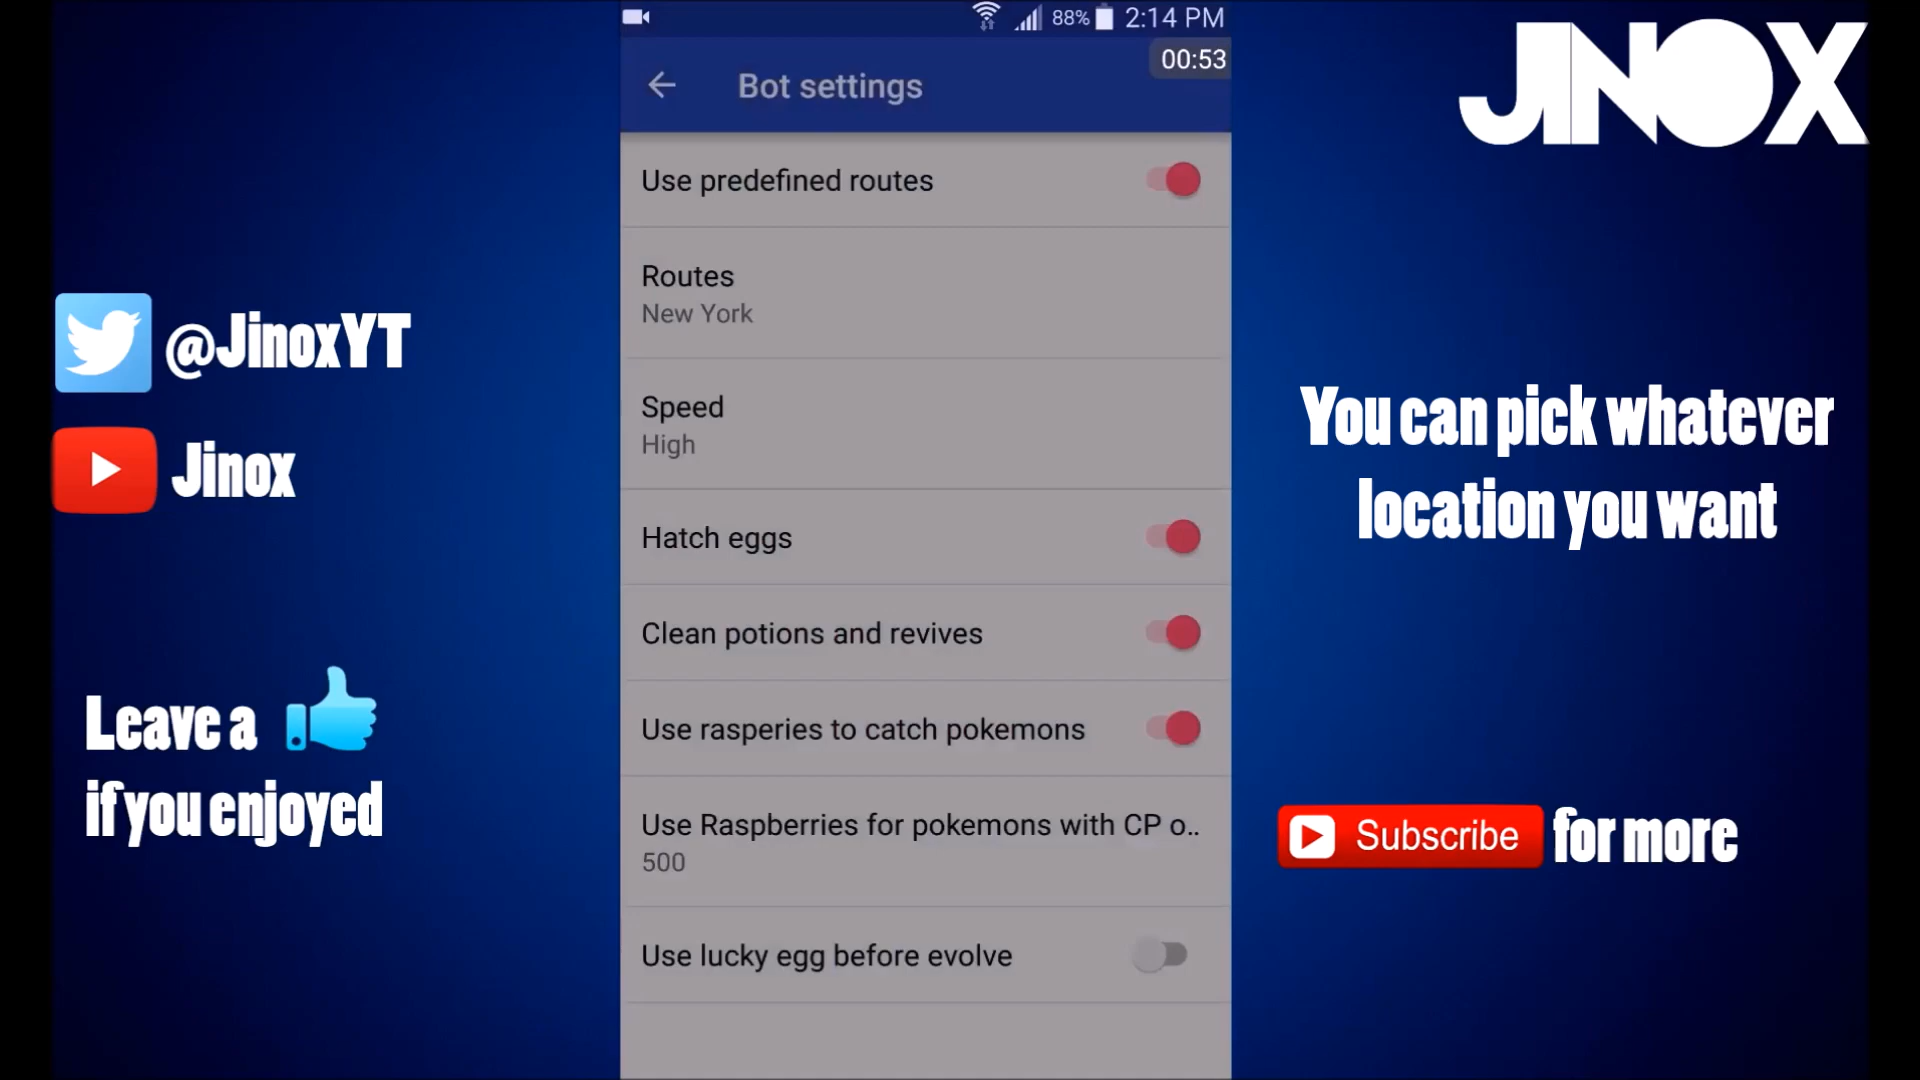 88% 2:14 PM
00:53
Bot settings
JINOX
Use predefined routes
Routes
New York
Speed
High
Hatch eggs
Clean potions and revives
Use rasperies to catch pokemons
Use Raspberries for pokemons with CP o..
500
Use lucky egg before evolve
@JinoxYT
Jinox
Leave a
if you enjoyed
You can pick whatever
location you want
Subscribe for more